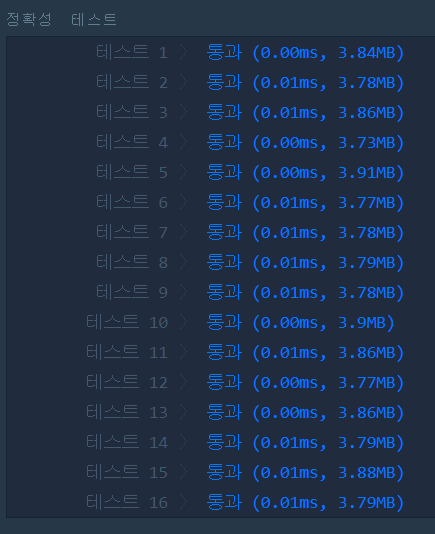 정확성 테스트
테스트 1 〉 통과 (0.00ms, 3.84MB)
테스트 2 〉 통과 (0.01ms, 3.78MB)
테스트 3 〉 통과 (0.01ms, 3.86MB)
테스트 4 〉 통과 (0.00ms, 3.73MB)
테스트 5 〉 통과 (0.00ms, 3.91MB)
테스트 6 〉 통과 (0.01ms, 3.77MB)
테스트 7 〉 통과 (0.01ms, 3.78MB)
테스트 8 〉 통과 (0.01ms, 3.79MB)
테스트 9 〉 통과 (0.01ms, 3.78MB)
테스트 10 〉 통과 (0.00ms, 3.9MB)
테스트 11 〉 통과 (0.01ms, 3.86MB)
테스트 12 〉 통과 (0.00ms, 3.77MB)
테스트 13 〉 통과 (0.00ms, 3.86MB)
테스트 14 〉 통과 (0.01ms, 3.79MB)
테스트 15 〉 통과 (0.01ms, 3.88MB)
테스트 16 〉 통과 (0.01ms, 3.79MB)